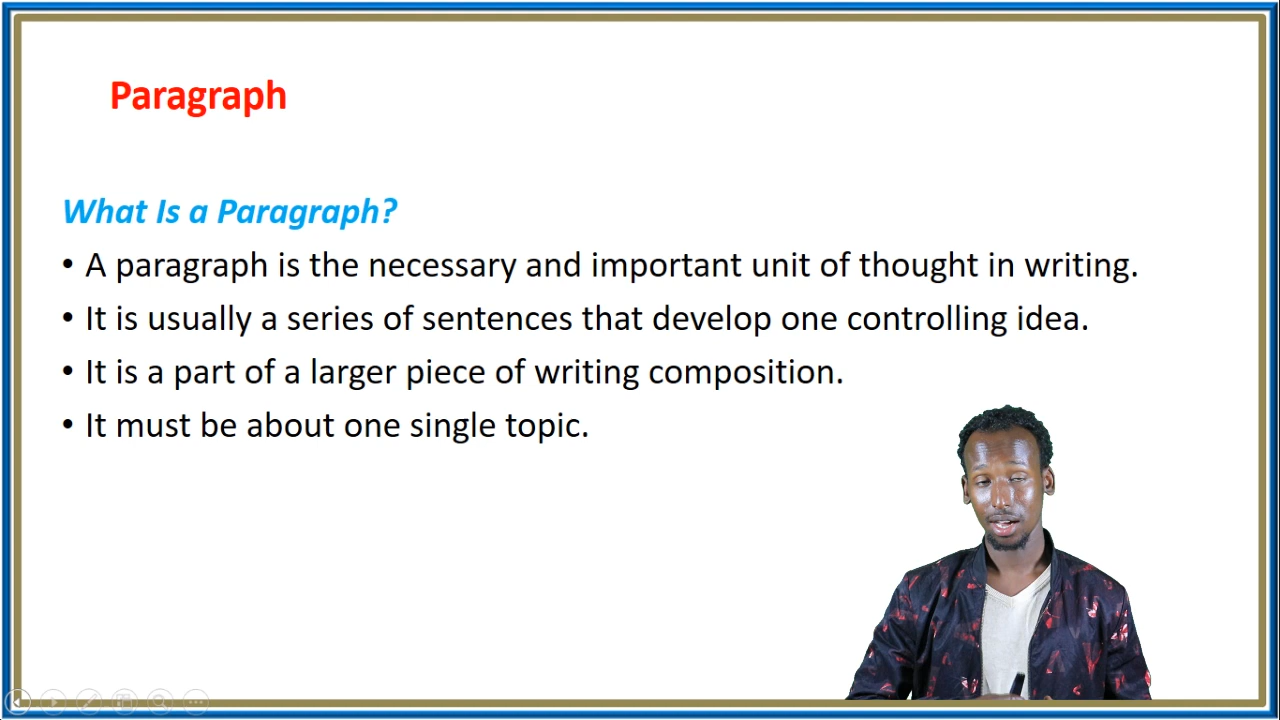 Paragraph
What Is a Paragraph?
• A paragraph is the necessary and important unit of thought in writing.
• It is usually a series of sentences that develop one controlling idea.
• It is a part of a larger piece of writing composition.
• It must be about one single topic.